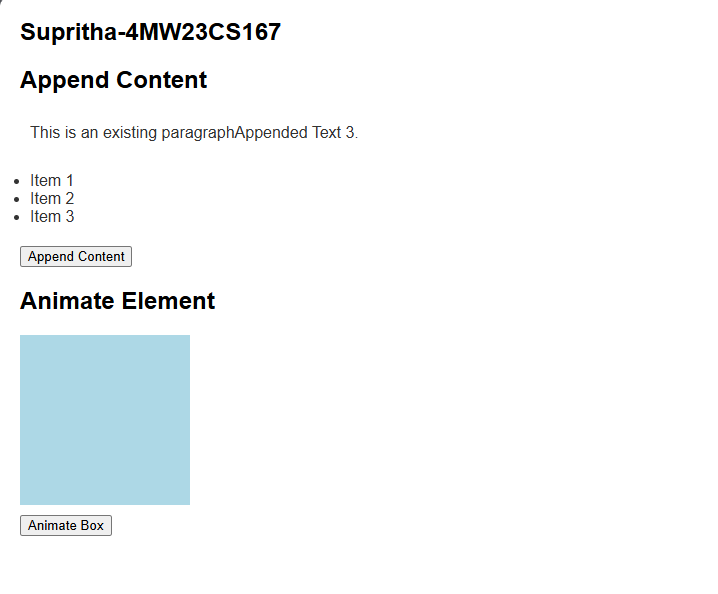 Supritha-4MW23CS167
Append Content
This is an existing paragraphAppended Text 3.
Item 1
Item 2
Item 3
Append Content
Animate Element
Animate Box